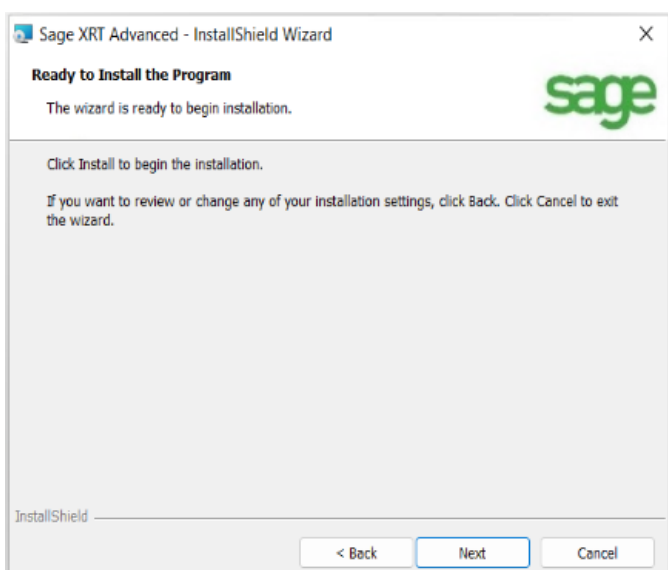 Sage XRT Advanced - InstallShield Wizard
Ready to Install the Program
The wizard is ready to begin installation.
sage
Click Install to begin the installation.
If you want to review or change any of your installation settings, click Back. Click Cancel to exit
the wizard.
InstallShield
< Back
Next
Cancel